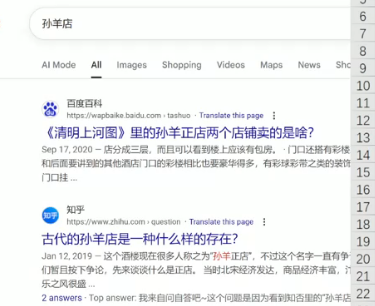 孙羊店
AI Mode All Images Shopping Videos Maps News
百度百科
https://wapbaike.baidu.com › tashuo · Translate this page
《清明上河图》里的孙羊正店两个店铺卖的是啥?
Sep 17, 2020 — 店分成三层，而且可以看到楼上应该有包房。 · 门口还搭有彩楼
和后面要讲到的其他酒店门口的彩楼相比也要豪华得多，有彩球彩带之类的装饰
门口挂 ...
知乎
https://www.zhihu.com › question · Translate this page
古代的孙羊店是一种什么样的存在?
Jan 12, 2019 — 这个酒楼现在很多人称之为“孙羊正店”，不过这个名字一直有争
们暂且按下争论，先来谈谈什么是正店。 当时北宋经济发达，商品经济丰富，
乐之风很盛 ...
2 answers · Top answer: 我来自问自答吧~这个问题是因为看到知否里的“孙羊店
6
7
8
9
10
11
12
13
14
15
16
17
18
19
20
21
22